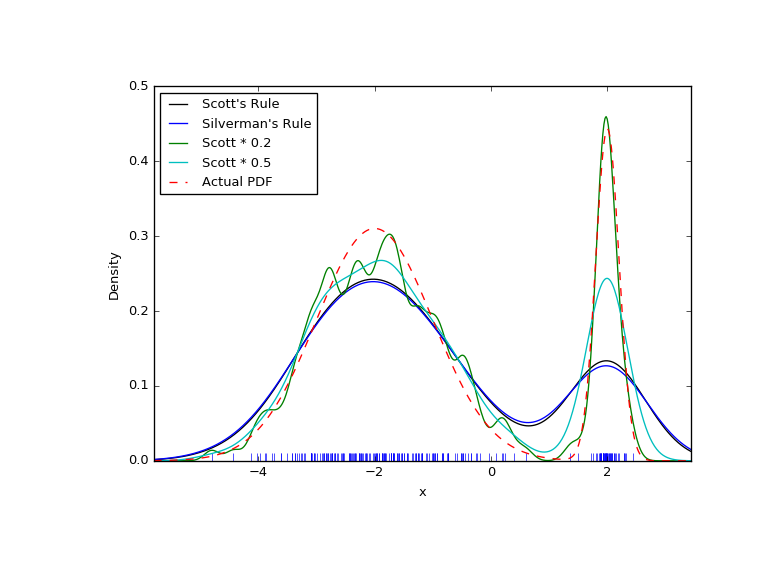 0.5
Scott's Rule
Silverman's Rule
Scott * 0.2
Scott * 0.5
Actual PDF
0.4
0.3
0.2
0.1
0.0
Density
−4 −2 0 2
x